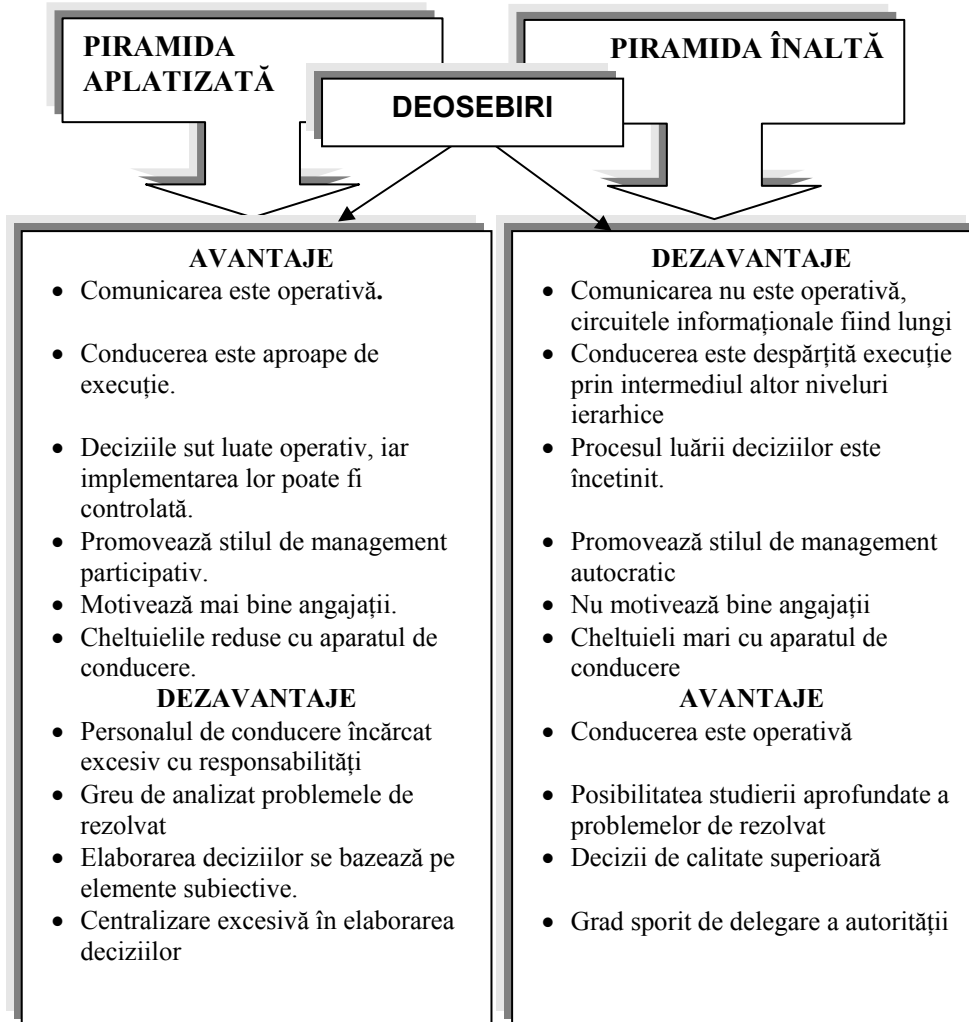 PIRAMIDA
APLATIZATĂ
PIRAMIDA ÎNALTĂ
DEOSEBIRI
AVANTAJE
• Comunicarea este operativă.
• Conducerea este aproape de
execuție.
• Deciziile sut luate operativ, iar
implementarea lor poate fi
controlată.
• Promovează stilul de management
participativ.
• Motivează mai bine angajații.
• Cheltuielile reduse cu aparatul de
conducere.
DEZAVANTAJE
• Personalul de conducere încărcat
excesiv cu responsabilități
• Greu de analizat problemele de
rezolvat
• Elaborarea deciziilor se bazează pe
elemente subiective.
• Centralizare excesivă în elaborarea
deciziilor
DEZAVANTAJE
• Comunicarea nu este operativă,
circuitele informaționale fiind lungi
• Conducerea este despărțită execuție
prin intermediul altor niveluri
ierarhice
• Procesul luării deciziilor este
încetinit.
• Promovează stilul de management
autocratic
• Nu motivează bine angajații
• Cheltuieli mari cu aparatul de
conducere
AVANTAJE
• Conducerea este operativă
• Posibilitatea studierii aprofundate a
problemelor de rezolvat
• Decizii de calitate superioară
• Grad sporit de delegare a autorității